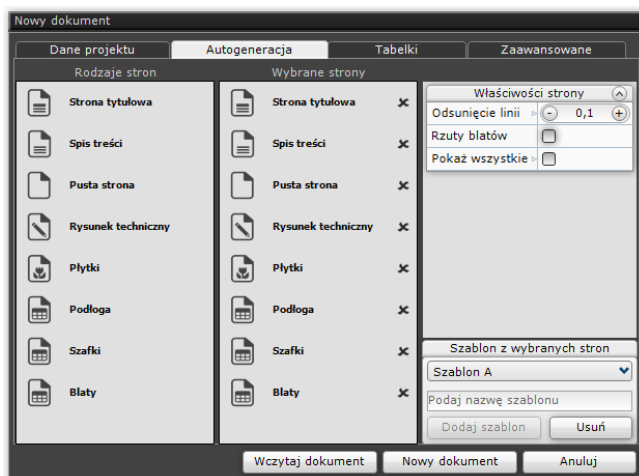 Nowy dokument
Dane projektu Autogeneracja Tabelki Zaawansowane
Rodzaje stron Wybrane strony
Strona tytułowa Strona tytułowa
Spis treści Spis treści
Pusta strona Pusta strona
Rysunek techniczny Rysunek techniczny
Płytki Płytki
Podłoga Podłoga
Szafki Szafki
Blaty Blaty
Właściwości strony
Odsunięcie linii - 0,1 +
Rzuty blatów
Pokaż wszystkie
Szablon z wybranych stron
Szablon A
Podaj nazwę szablonu
Dodaj szablon Usuń
Wczytaj dokument Nowy dokument Anuluj